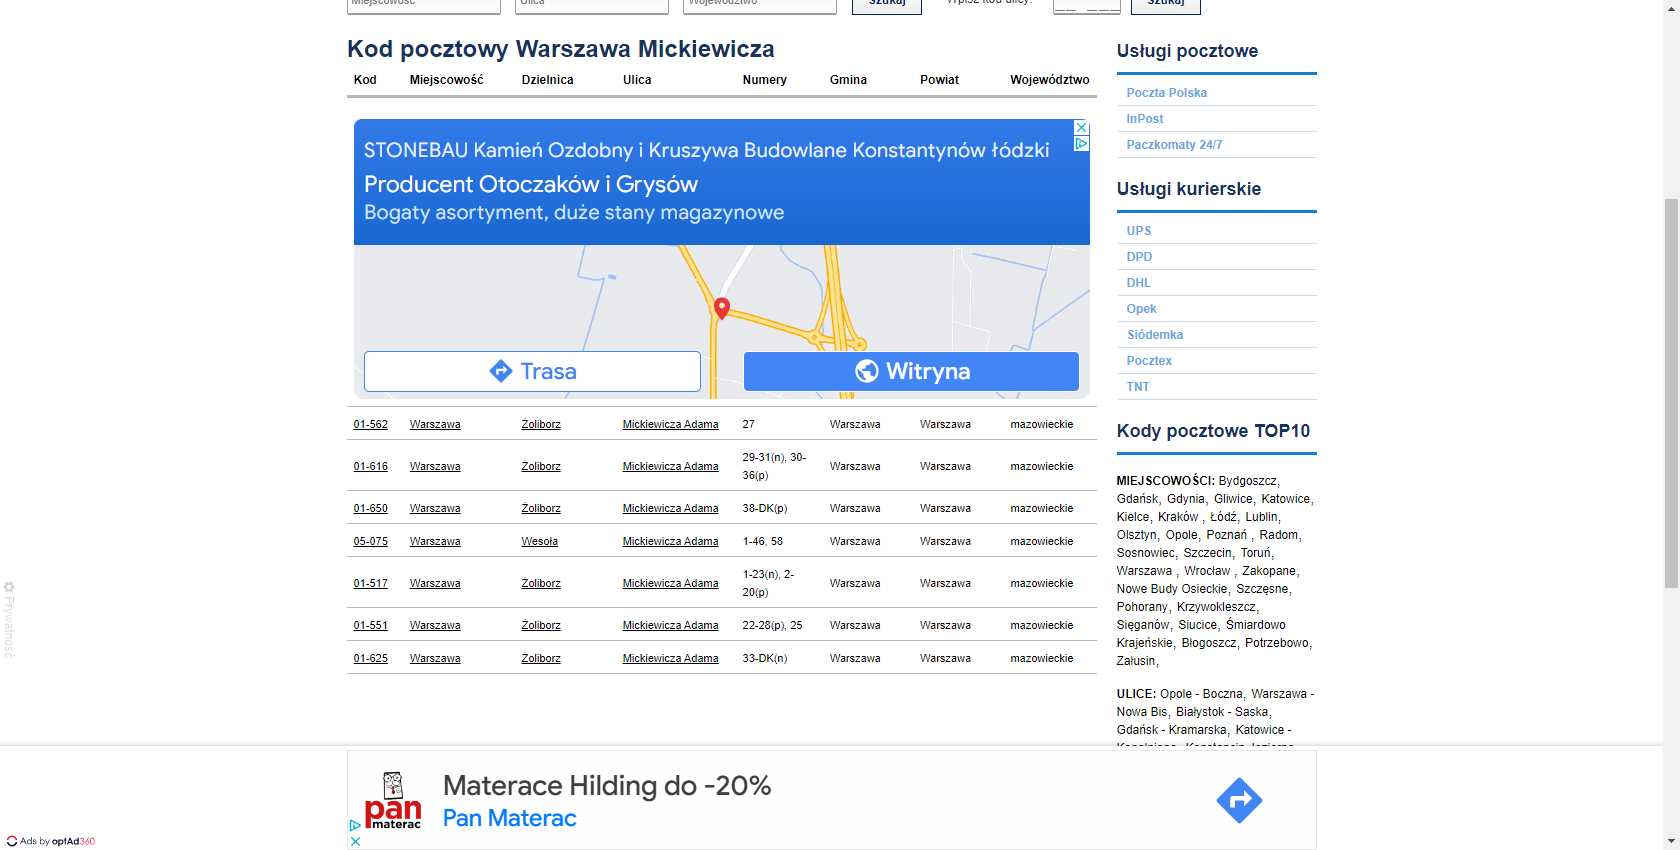 Miejscowość Ulica Województwo Szukaj Wpisz kod ulicy: __-___ Szukaj
Kod pocztowy Warszawa Mickiewicza
Kod Miejscowość Dzielnica Ulica Numery Gmina Powiat Województwo
STONEBAU Kamień Ozdobny i Kruszywa Budowlane Konstantynów łódzki
Producent Otoczaków i Grysów
Bogaty asortyment, duże stany magazynowe
Trasa Witryna
01-562 Warszawa Żoliborz Mickiewicza Adama 27 Warszawa Warszawa mazowieckie
01-616 Warszawa Żoliborz Mickiewicza Adama 29-31(n), 30-36(p) Warszawa Warszawa mazowieckie
01-650 Warszawa Żoliborz Mickiewicza Adama 38-DK(p) Warszawa Warszawa mazowieckie
05-075 Warszawa Wesoła Mickiewicza Adama 1-46, 58 Warszawa Warszawa mazowieckie
01-517 Warszawa Żoliborz Mickiewicza Adama 1-23(n), 2-20(p) Warszawa Warszawa mazowieckie
01-551 Warszawa Żoliborz Mickiewicza Adama 22-28(p), 25 Warszawa Warszawa mazowieckie
01-625 Warszawa Żoliborz Mickiewicza Adama 33-DK(n) Warszawa Warszawa mazowieckie
Usługi pocztowe
Poczta Polska
InPost
Paczkomaty 24/7
Usługi kurierskie
UPS
DPD
DHL
Opek
Siódemka
Pocztex
TNT
Kody pocztowe TOP10
MIEJSCOWOŚCI: Bydgoszcz,
Gdańsk, Gdynia, Gliwice, Katowice,
Kielce, Kraków , Łódź, Lublin,
Olsztyn, Opole, Poznań , Radom,
Sosnowiec, Szczecin, Toruń,
Warszawa , Wrocław , Zakopane,
Nowe Budy Osieckie, Szczęsne,
Pohorany, Krzywokleszcz,
Sięganów, Siucice, Śmiardowo
Krajeńskie, Błogoszcz, Potrzebowo,
Załusin,
ULICE: Opole - Boczna, Warszawa -
Nowa Bis, Białystok - Saska,
Gdańsk - Kramarska, Katowice -
Prywatność
pan
materac
Materace Hilding do -20%
Pan Materac
Ads by optAd360